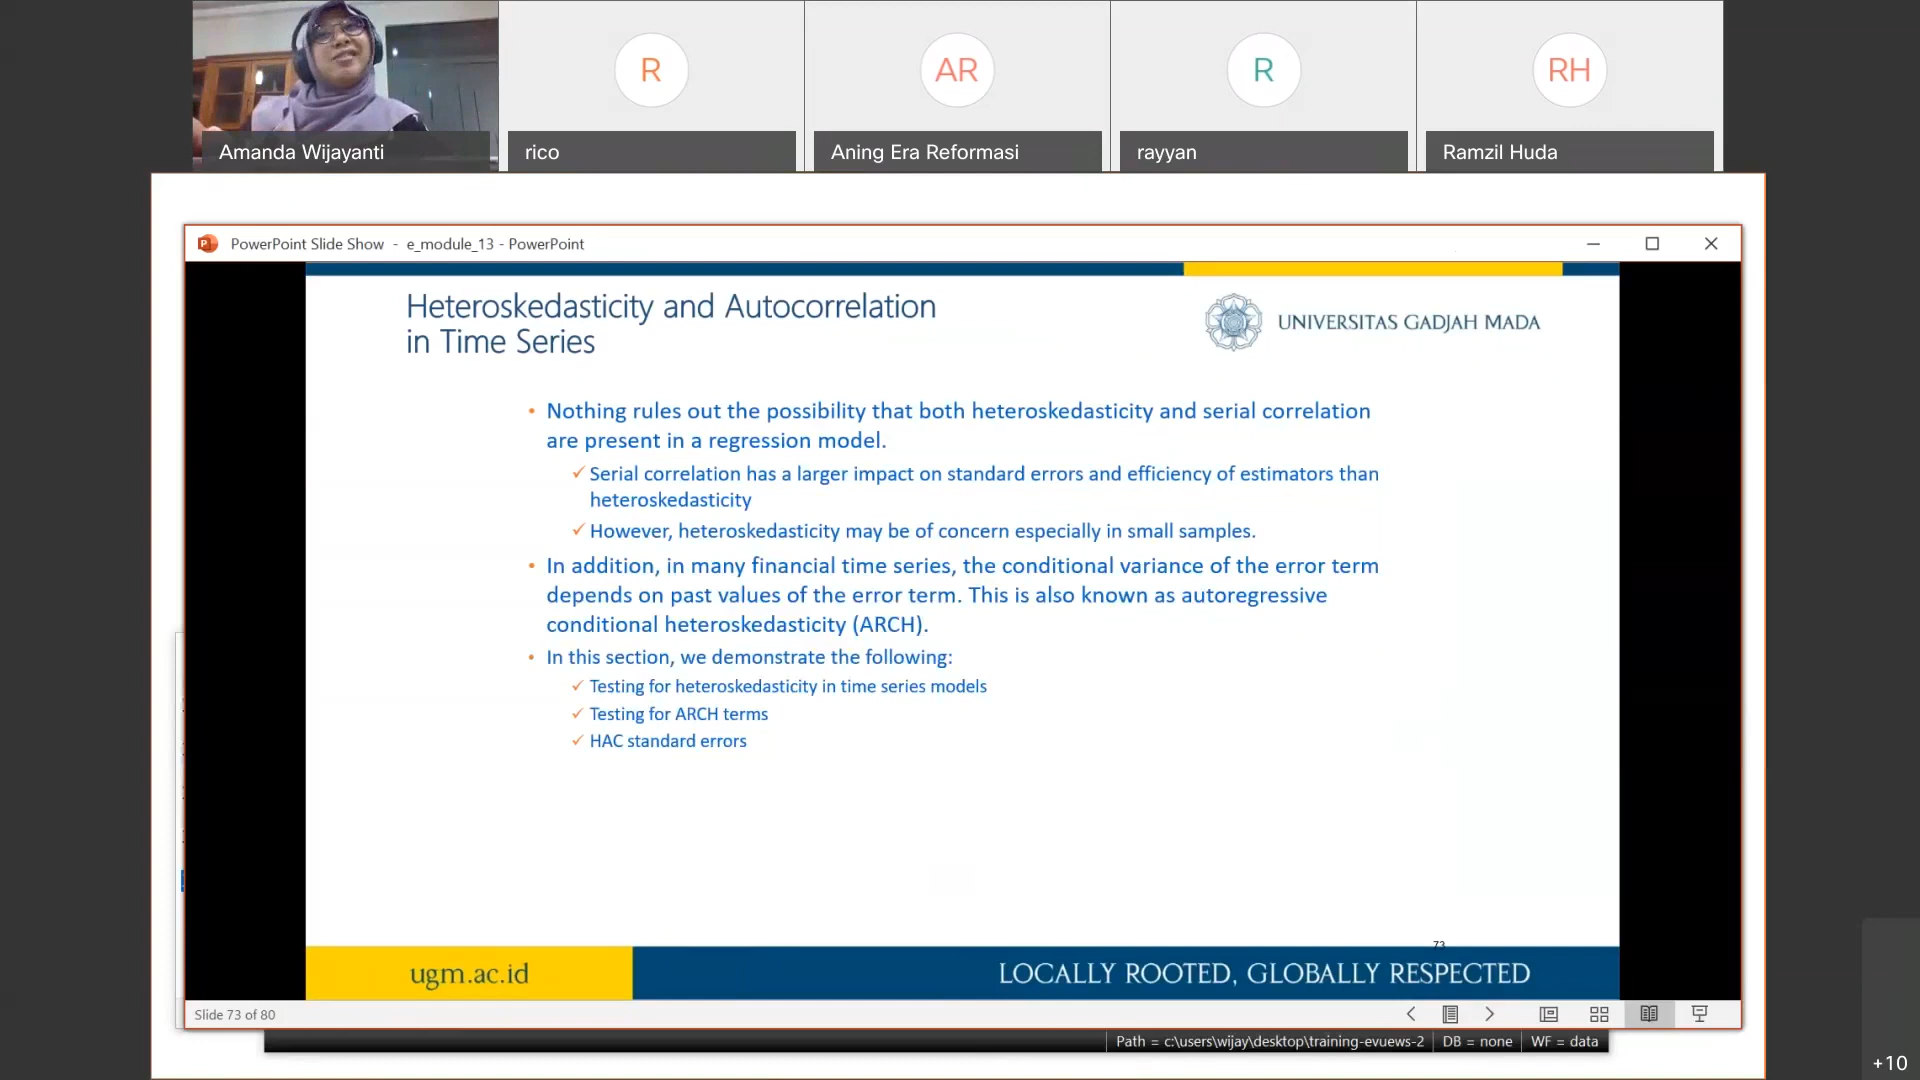 R
AR
R
RH
Amanda Wijayanti
rico
Aning Era Reformasi
rayyan
Ramzil Huda
PowerPoint Slide Show - e_module_13 - PowerPoint
Heteroskedasticity and Autocorrelation
in Time Series
UNIVERSITAS GADJAH MADA
• Nothing rules out the possibility that both heteroskedasticity and serial correlation
are present in a regression model.
✓ Serial correlation has a larger impact on standard errors and efficiency of estimators than
heteroskedasticity
✓ However, heteroskedasticity may be of concern especially in small samples.
• In addition, in many financial time series, the conditional variance of the error term
depends on past values of the error term. This is also known as autoregressive
conditional heteroskedasticity (ARCH).
• In this section, we demonstrate the following:
✓ Testing for heteroskedasticity in time series models
✓ Testing for ARCH terms
✓ HAC standard errors
73
ugm.ac.id
LOCALLY ROOTED, GLOBALLY RESPECTED
Slide 73 of 80
Path = c:\users\wijay\desktop\training-evuews-2
DB = none
WF = data
+10